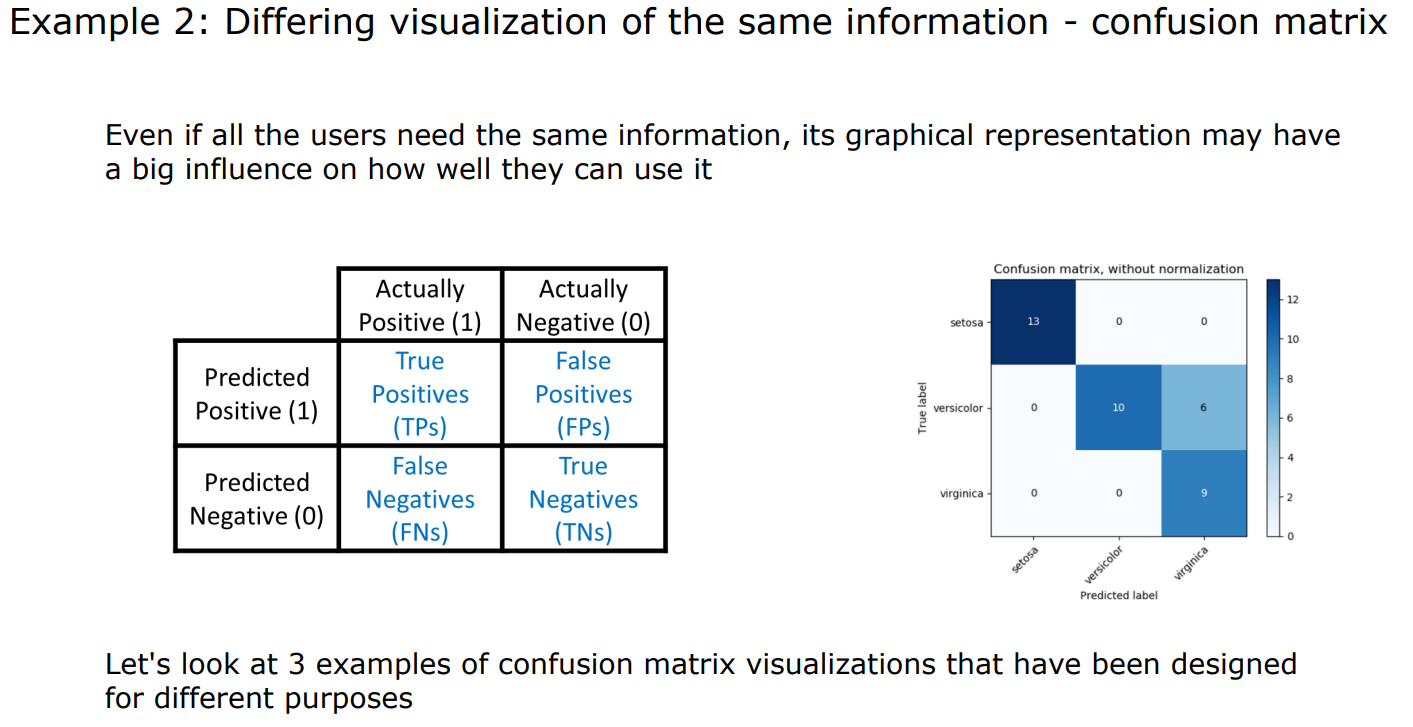 Example 2: Differing visualization of the same information - confusion matrix
Even if all the users need the same information, its graphical representation may have
a big influence on how well they can use it
Actually
Positive (1)
Actually
Negative (0)
Predicted
Positive (1)
True
Positives
(TPs)
False
Positives
(FPs)
Predicted
Negative (0)
False
Negatives
(FNs)
True
Negatives
(TNs)
Confusion matrix, without normalization
True label
setosa
13
0
0
versicolor
0
10
6
virginica
0
0
9
setosa
versicolor
virginica
Predicted label
12
10
8
6
4
2
0
Let's look at 3 examples of confusion matrix visualizations that have been designed
for different purposes